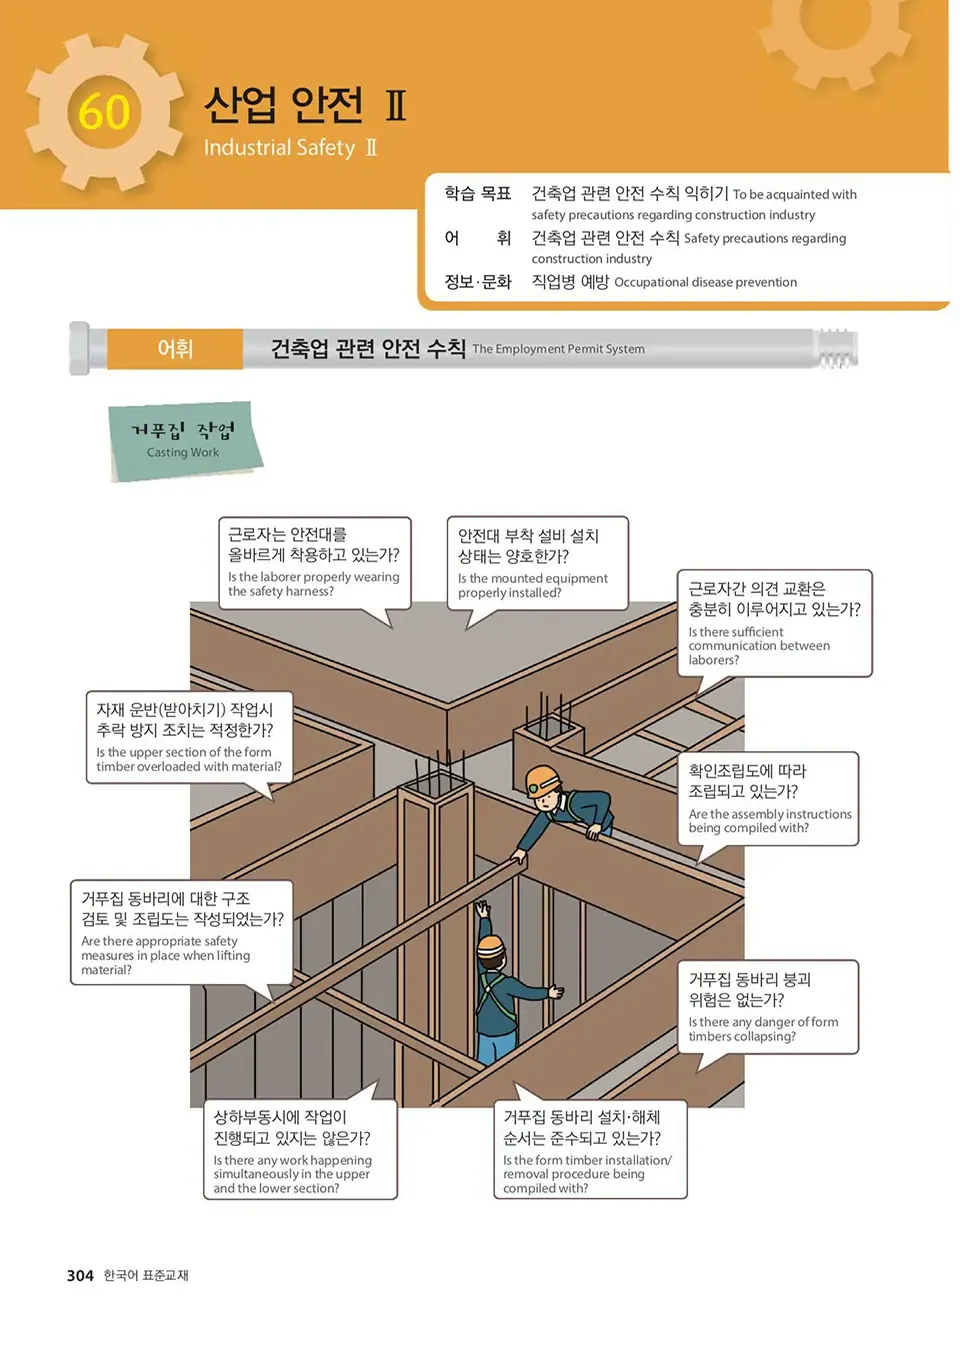 60
산업 안전 Ⅱ
Industrial Safety Ⅱ
학습 목표 건축업 관련 안전 수칙 익히기 To be acquainted with
safety precautions regarding construction industry
어 휘 건축업 관련 안전 수칙 Safety precautions regarding
construction industry
정보·문화 직업병 예방 Occupational disease prevention
어휘 건축업 관련 안전 수칙 The Employment Permit System
거푸집 작업
Casting Work
근로자는 안전대를
올바르게 착용하고 있는가?
Is the laborer properly wearing
the safety harness?
안전대 부착 설비 설치
상태는 양호한가?
Is the mounted equipment
properly installed?
근로자간 의견 교환은
충분히 이루어지고 있는가?
Is there sufficient
communication between
laborers?
자재 운반(받아치기) 작업시
추락 방지 조치는 적정한가?
Is the upper section of the form
timber overloaded with material?
확인조립도에 따라
조립되고 있는가?
Are the assembly instructions
being compiled with?
거푸집 동바리에 대한 구조
검토 및 조립도는 작성되었는가?
Are there appropriate safety
measures in place when lifting
material?
거푸집 동바리 붕괴
위험은 없는가?
Is there any danger of form
timbers collapsing?
상하부동시에 작업이
진행되고 있지는 않은가?
Is there any work happening
simultaneously in the upper
and the lower section?
거푸집 동바리 설치·해체
순서는 준수되고 있는가?
Is the form timber installation/
removal procedure being
compiled with?
304 한국어 표준교재